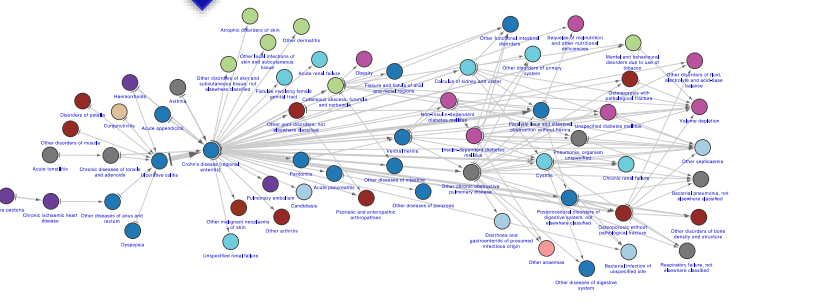 Atrophic disorders of skin
Other dermatitis
Other functional intestinal
disorders
Sequelae of malnutrition
and other nutritional
deficiencies
Other local infections of
skin and subcutaneous
tissue
Mental and behavioural
disorders due to use of
tobacco
Acute renal failure
Obesity
Other disorders of urinary
system
Other disorders of fluid,
electrolyte and acid-base
balance
Other disorders of skin and
subcutaneous tissue, not
elsewhere classified
Fistulae involving female
genital tract
Fissure and fistula of anal
and rectal regions
Calculus of kidney and ureter
Osteoporosis with
pathological fracture
Haemorrhoids
Asthma
Cutaneous abscess, furuncle
and carbuncle
Non-insulin-dependent
diabetes mellitus
Volume depletion
Disorders of patella
Conjunctivitis
Acute appendicitis
Other joint disorders, not
elsewhere classified
Paralytic ileus and intestinal
obstruction without hernia
Unspecified diabetes mellitus
Other disorders of muscle
Ventral hernia
Insulin-dependent diabetes
mellitus
Pneumonia, organism
unspecified
Other septicaemia
Acute tonsillitis
Chronic diseases of tonsils
and adenoids
Ulcerative colitis
Crohn's disease [regional
enteritis]
Peritonitis
Other diseases of intestine
Cystitis
Chronic renal failure
Acute pancreatitis
Other chronic obstructive
pulmonary disease
Bacterial pneumonia, not
elsewhere classified
Pulmonary embolism
Candidiasis
Other diseases of pancreas
ra pectoris
Chronic ischaemic heart
disease
Other diseases of anus and
rectum
Other malignant neoplasms
of skin
Other arthritis
Psoriatic and enteropathic
arthropathies
Postprocedural disorders of
digestive system, not
elsewhere classified
Osteoporosis without
pathological fracture
Other disorders of bone
density and structure
Dyspepsia
Unspecified renal failure
Diarrhoea and
gastroenteritis of presumed
infectious origin
Other anaemias
Bacterial infection of
unspecified site
Respiratory failure, not
elsewhere classified
Other diseases of digestive
system